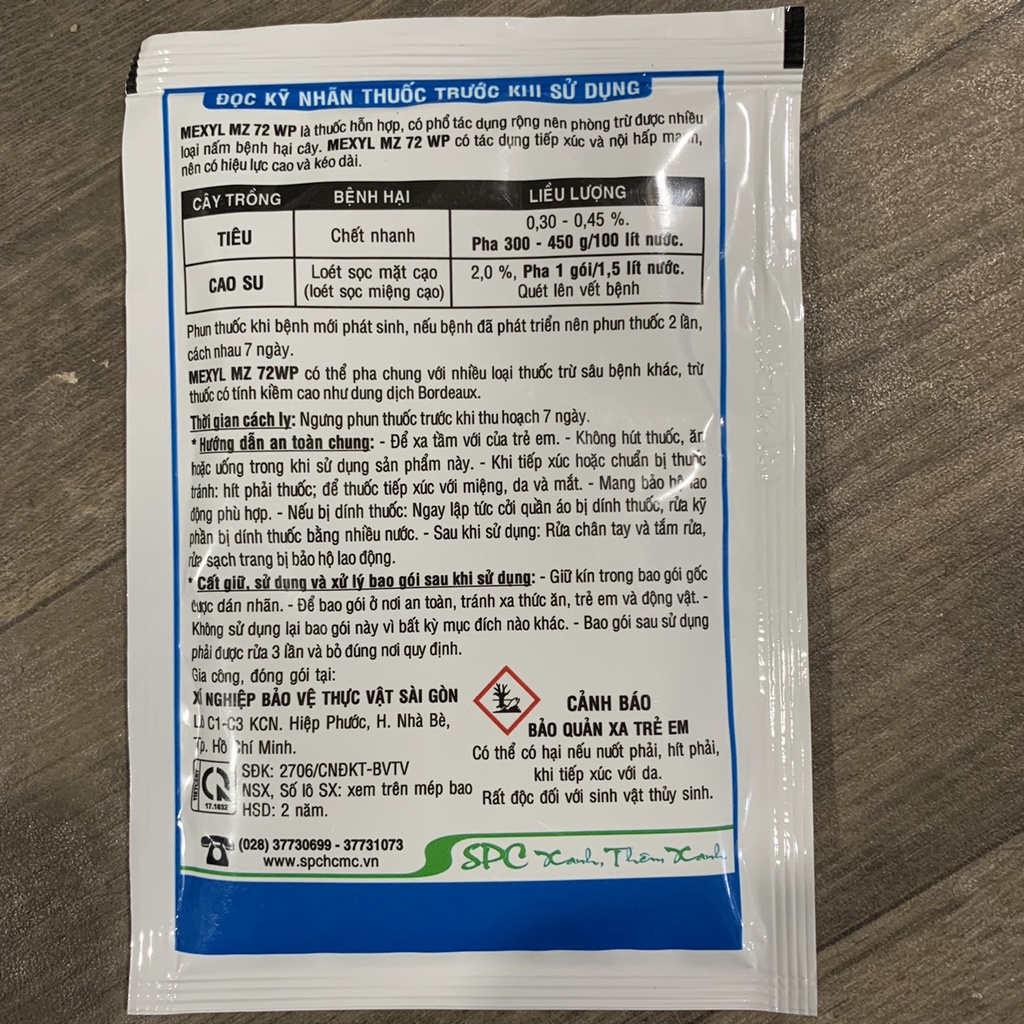 ĐỌC KỸ NHÃN THUỐC TRƯỚC KHI SỬ DỤNG
MEXYL MZ 72 WP là thuốc hỗn hợp, có phổ tác dụng rộng nên phòng trừ được nhiều
loại nấm bệnh hại cây. MEXYL MZ 72 WP có tác dụng tiếp xúc và nội hấp mạnh,
nên có hiệu lực cao và kéo dài.
CÂY TRỒNG BỆNH HẠI LIỀU LƯỢNG
TIÊU Chết nhanh 0,30 - 0,45 %.
Pha 300 - 450 g/100 lít nước.
CAO SU Loét sọc mặt cạo
(loét sọc miệng cạo) 2,0 %, Pha 1 gói/1,5 lít nước.
Quét lên vết bệnh
Phun thuốc khi bệnh mới phát sinh, nếu bệnh đã phát triển nên phun thuốc 2 lần,
cách nhau 7 ngày.
MEXYL MZ 72WP có thể pha chung với nhiều loại thuốc trừ sâu bệnh khác, trừ
thuốc có tính kiềm cao như dung dịch Bordeaux.
Thời gian cách ly: Ngưng phun thuốc trước khi thu hoạch 7 ngày.
* Hướng dẫn an toàn chung: - Để xa tầm với của trẻ em. - Không hút thuốc, ăn
hoặc uống trong khi sử dụng sản phẩm này. - Khi tiếp xúc hoặc chuẩn bị thuốc
tránh: hít phải thuốc; để thuốc tiếp xúc với miệng, da và mắt. - Mang bảo hộ lao
động phù hợp. - Nếu bị dính thuốc: Ngay lập tức cởi quần áo bị dính thuốc, rửa kỹ
phần bị dính thuốc bằng nhiều nước. - Sau khi sử dụng: Rửa chân tay và tắm rửa,
rửa sạch trang bị bảo hộ lao động.
* Cất giữ, sử dụng và xử lý bao gói sau khi sử dụng: - Giữ kín trong bao gói gốc
được dán nhãn. - Để bao gói ở nơi an toàn, tránh xa thức ăn, trẻ em và động vật. -
Không sử dụng lại bao gói này vì bất kỳ mục đích nào khác. - Bao gói sau sử dụng
phải được rửa 3 lần và bỏ đúng nơi quy định.
Gia công, đóng gói tại:
XÍ NGHIỆP BẢO VỆ THỰC VẬT SÀI GÒN
Lô C1-C3 KCN. Hiệp Phước, H. Nhà Bè,
Tp. Hồ Chí Minh.
SĐK: 2706/CNĐKT-BVTV
NSX, Số lô SX: xem trên mép bao
HSD: 2 năm.
17.1832
CẢNH BÁO
BẢO QUẢN XA TRẺ EM
Có thể có hại nếu nuốt phải, hít phải,
khi tiếp xúc với da.
Rất độc đối với sinh vật thủy sinh.
(028) 37730699 - 37731073
www.spchcmc.vn
SPC Xanh, Thêm Xanh